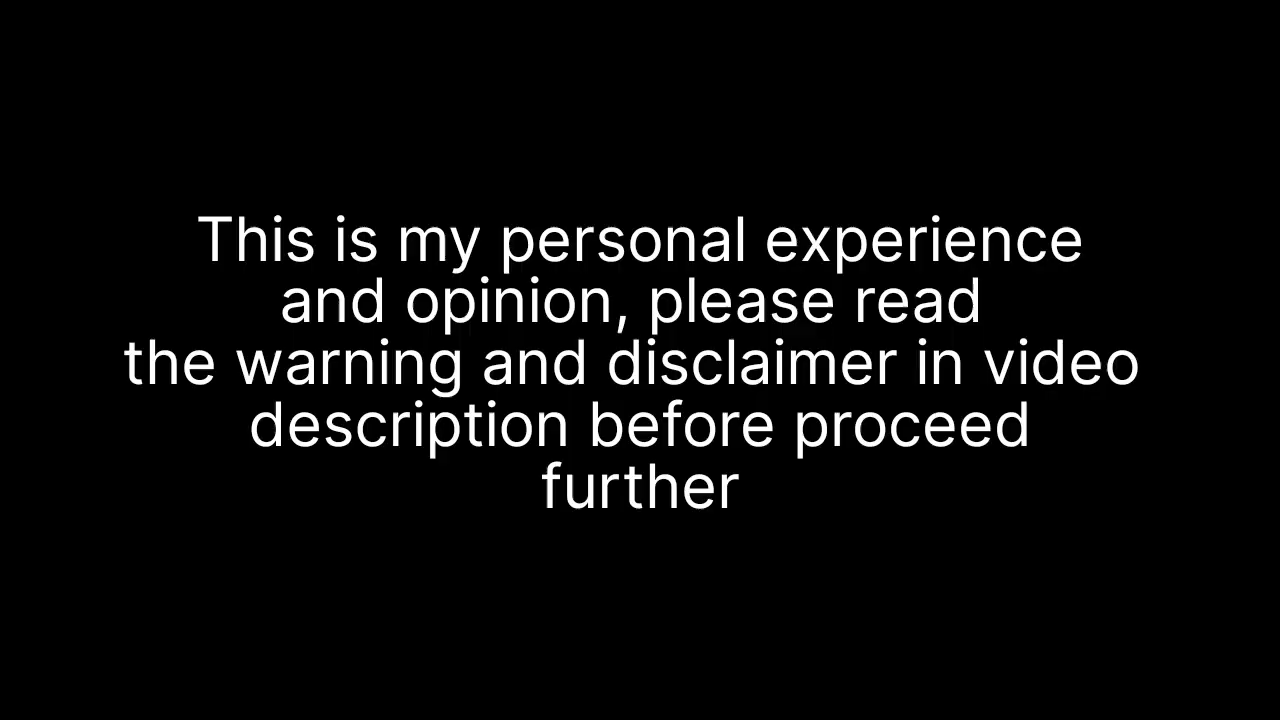 This is my personal experience
and opinion, please read
the warning and disclaimer in video
description before proceed
further